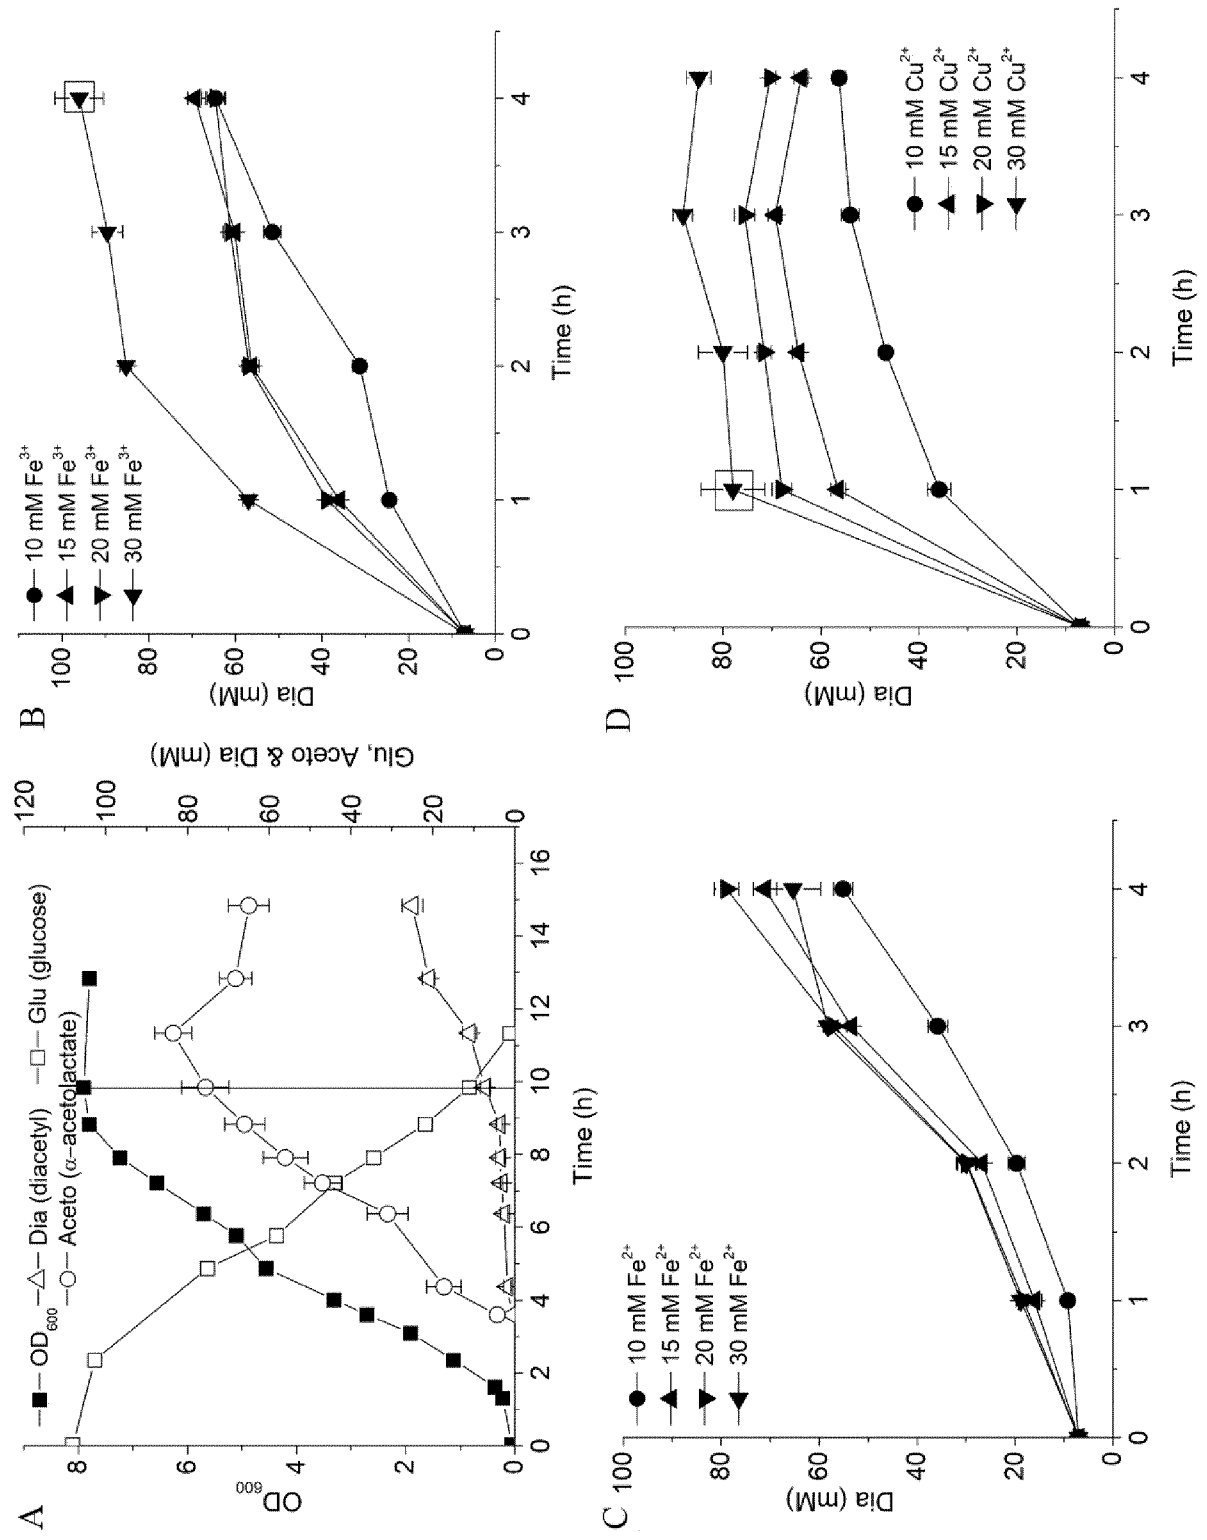 A
OD600
0
2
4
6
8
0
2
4
6
8
10
12
14
16
Time (h)
0
20
40
60
80
100
120
Glu, Aceto & Dia (mM)
OD600 Dia (diacetyl) Glu (glucose)
Aceto (α–acetolactate)
B
Dia (mM)
0
20
40
60
80
100
0
1
2
3
4
Time (h)
10 mM Fe3+
15 mM Fe3+
20 mM Fe3+
30 mM Fe3+
C
Dia (mM)
0
20
40
60
80
100
0
1
2
3
4
Time (h)
10 mM Fe2+
15 mM Fe2+
20 mM Fe2+
30 mM Fe2+
D
Dia (mM)
0
20
40
60
80
100
0
1
2
3
4
Time (h)
10 mM Cu2+
15 mM Cu2+
20 mM Cu2+
30 mM Cu2+